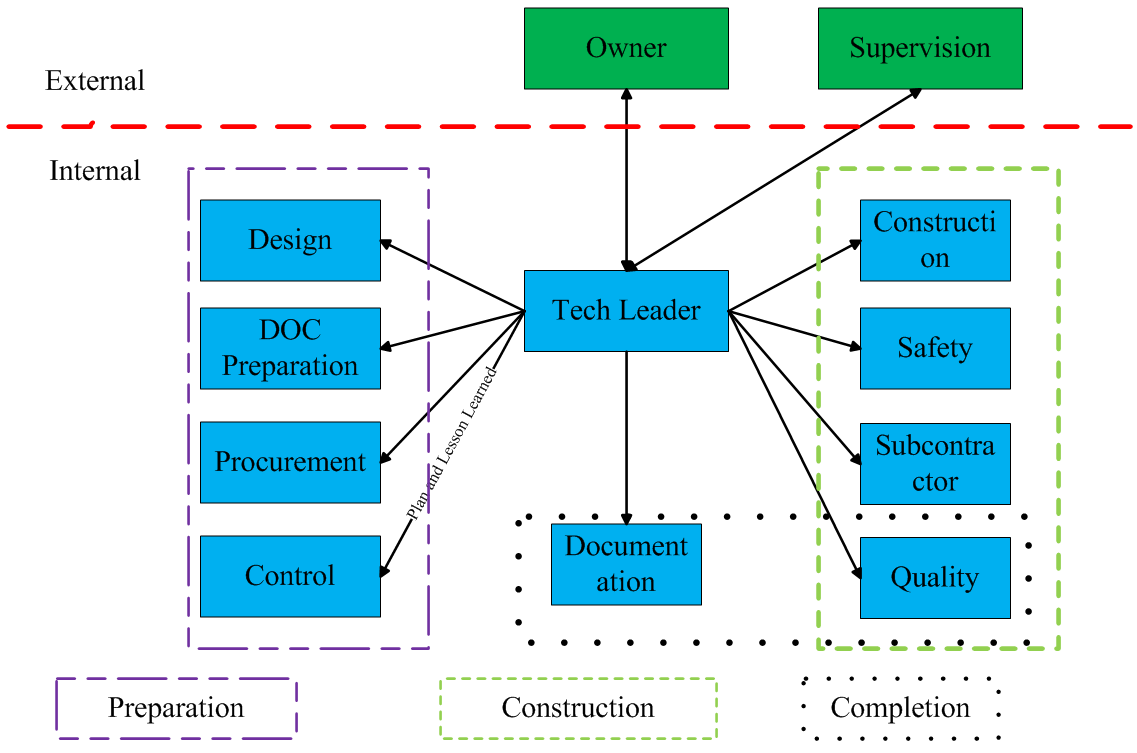 Owner
Supervision
External
Internal
Design
Constructi
on
Tech Leader
DOC
Preparation
Safety
Plan and Lesson Learned
Procurement
Subcontra
ctor
Document
ation
Control
Quality
Preparation
Construction
Completion